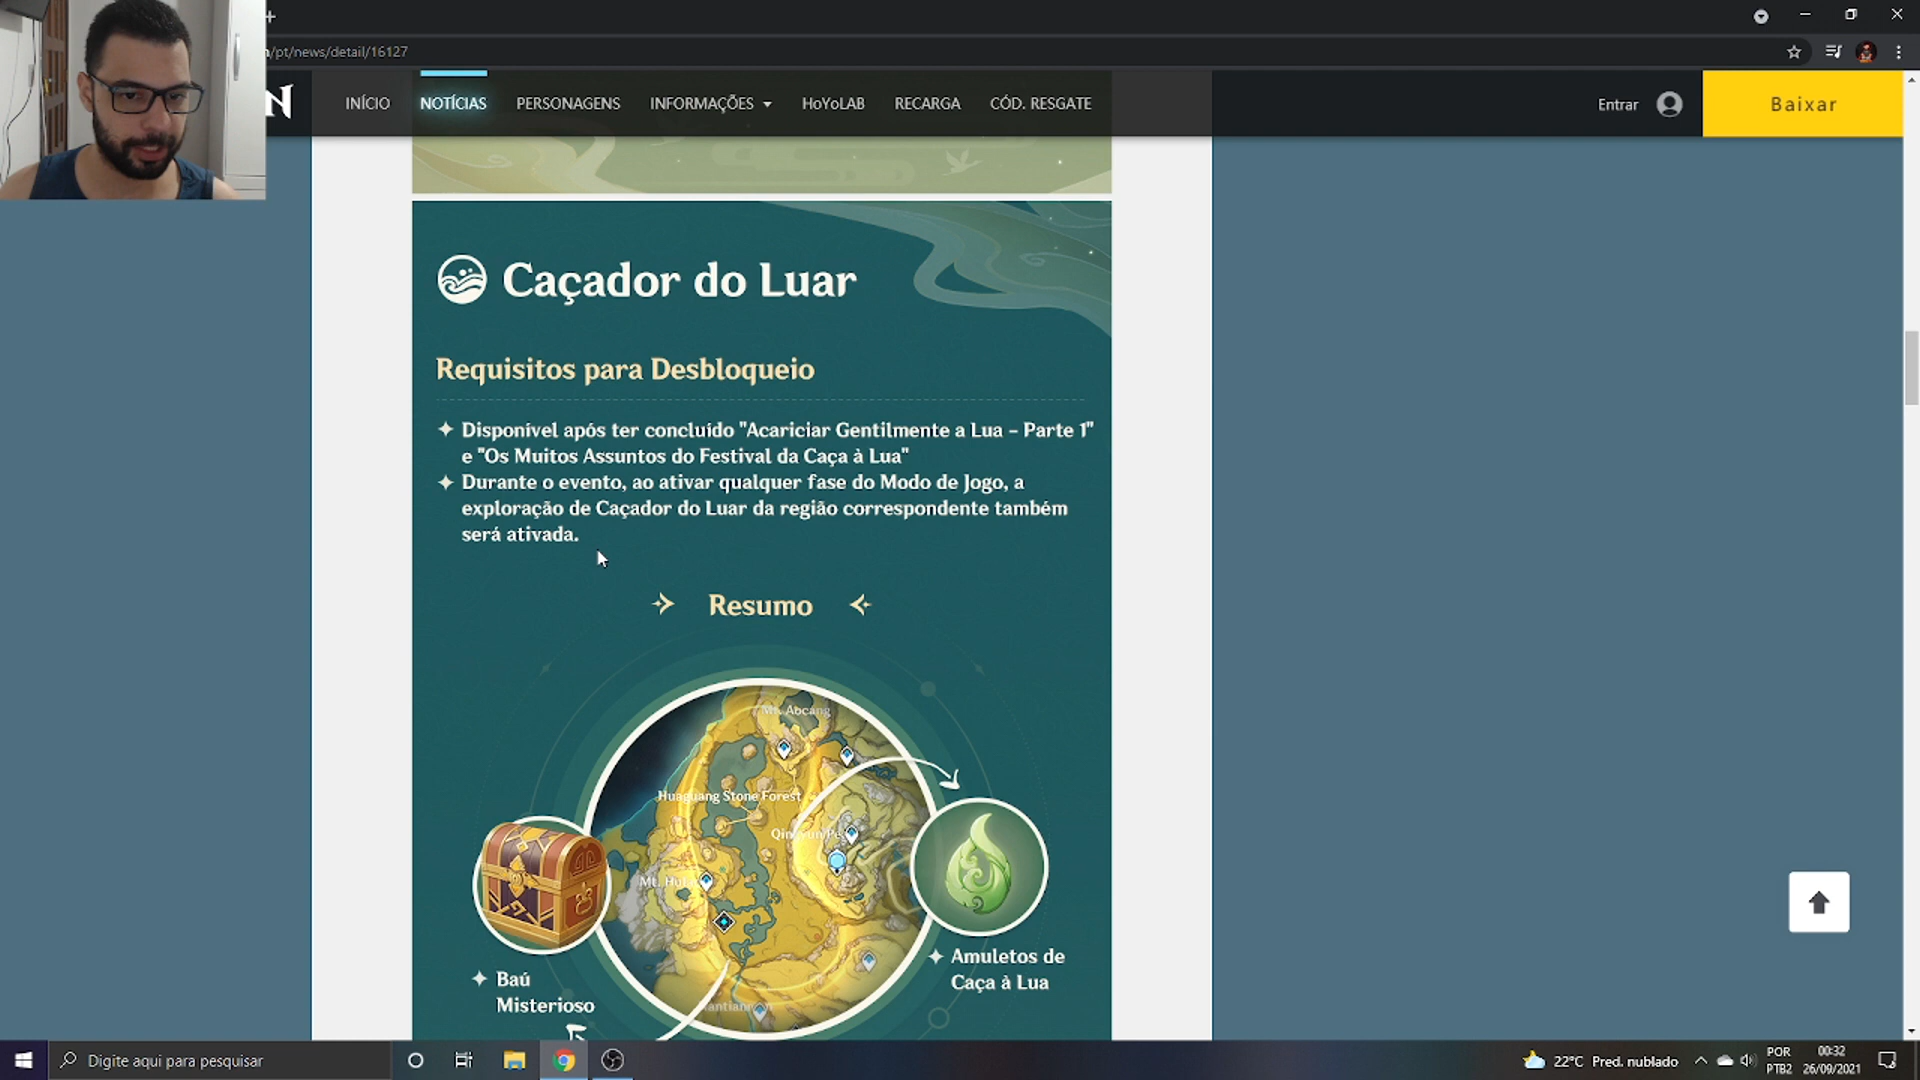 /pt/news/detail/16127
N
INÍCIO
NOTÍCIAS
PERSONAGENS
INFORMAÇÕES
HoYoLAB
RECARGA
CÓD. RESGATE
Entrar
Baixar
Caçador do Luar
Requisitos para Desbloqueio
Disponível após ter concluído "Acariciar Gentilmente a Lua – Parte 1"
e "Os Muitos Assuntos do Festival da Caça à Lua"
Durante o evento, ao ativar qualquer fase do Modo de Jogo, a
exploração de Caçador do Luar da região correspondente também
será ativada.
Resumo
Mt. Aocang
Huaguang Stone Forest
Mt. 
Amuletos de
Caça à Lua
Baú
Misterioso
Digite aqui para pesquisar
22°C Pred. nublado
POR
PTB2
00:32
26/09/2021